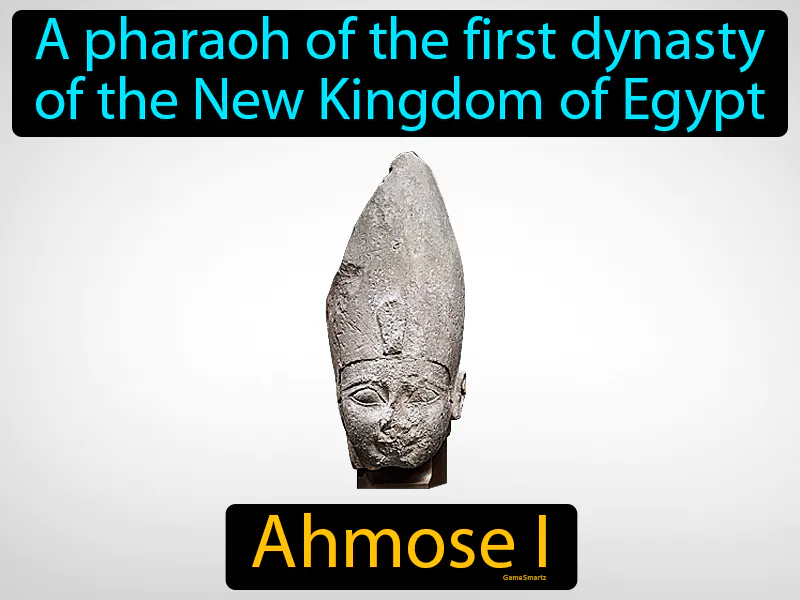 A pharaoh of the first dynasty
of the New Kingdom of Egypt
Ahmose I
GameSmartz